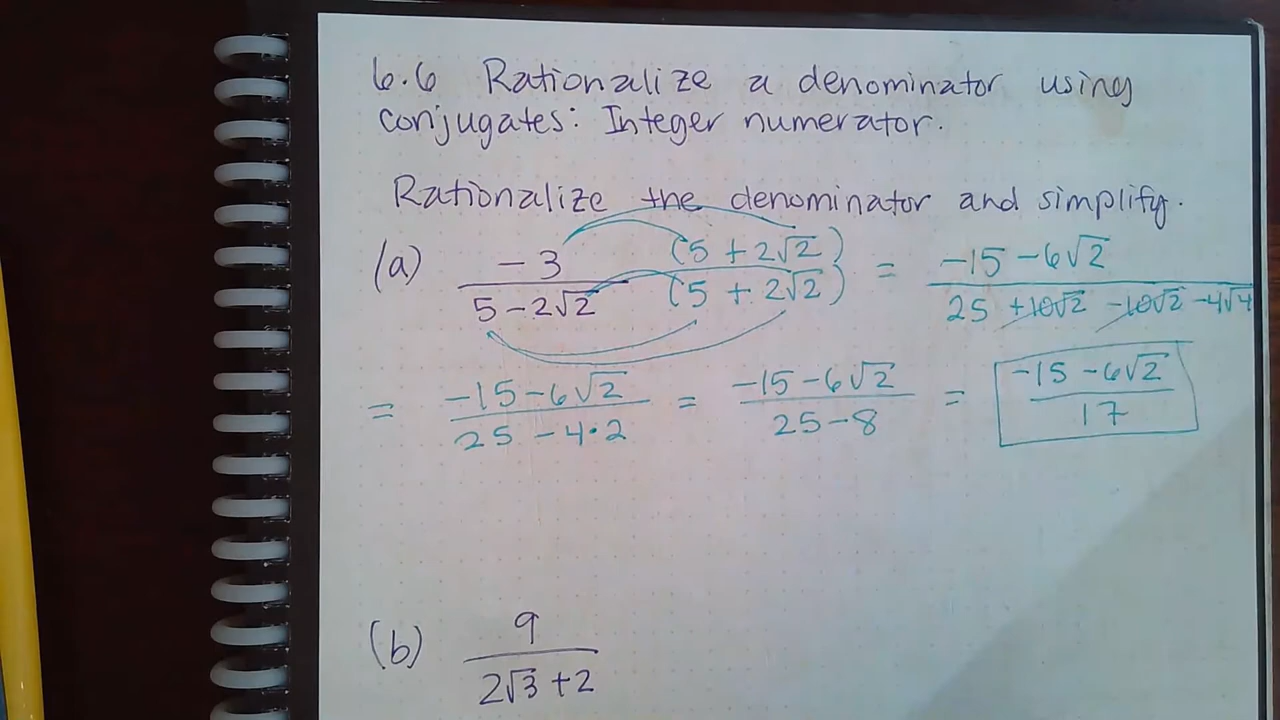 6.6 Rationalize a denominator using
conjugates: Integer numerator.
Rationalize the denominator and simplify.
(a) -3 / (5 - 2√2) (5 + 2√2) / (5 + 2√2) = (-15 - 6√2) / (25 + 10√2 - 10√2 - 4√4)
= (-15 - 6√2) / (25 - 4•2) = (-15 - 6√2) / (25 - 8) = (-15 - 6√2) / 17
(b) 9 / (2√3 + 2)